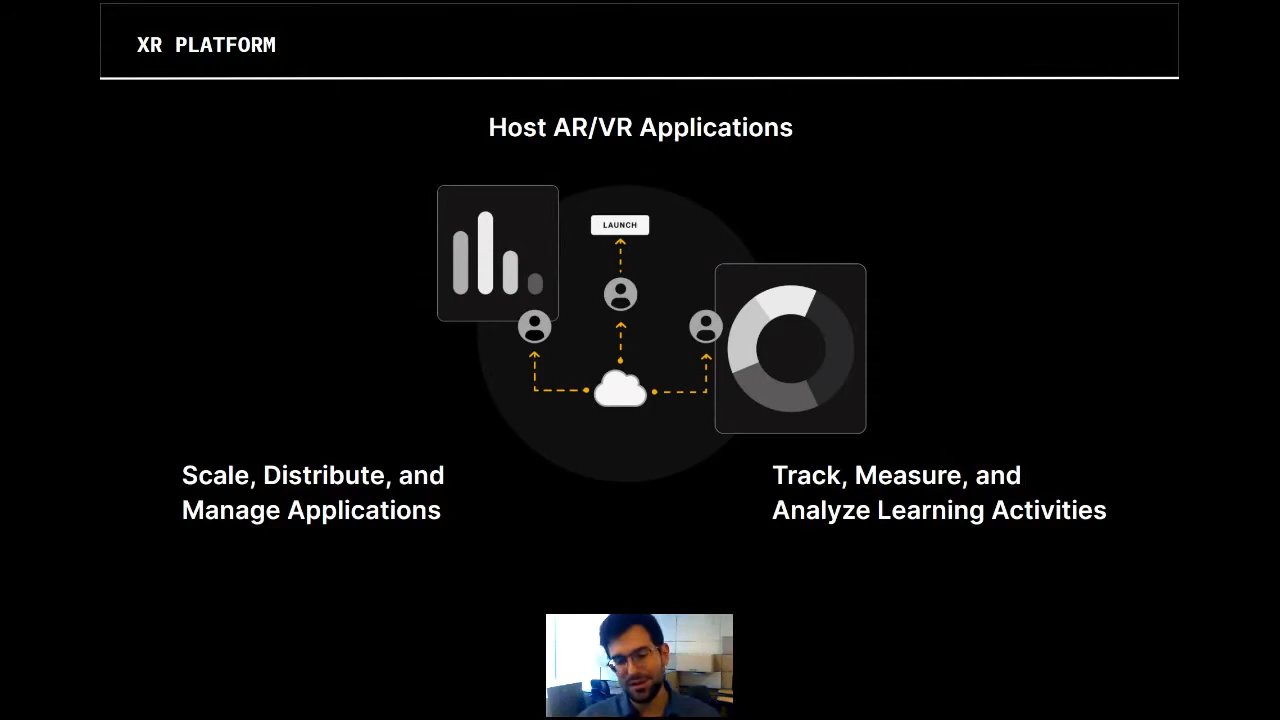 XR PLATFORM
Host AR/VR Applications
LAUNCH
Scale, Distribute, and
Manage Applications
Track, Measure, and
Analyze Learning Activities